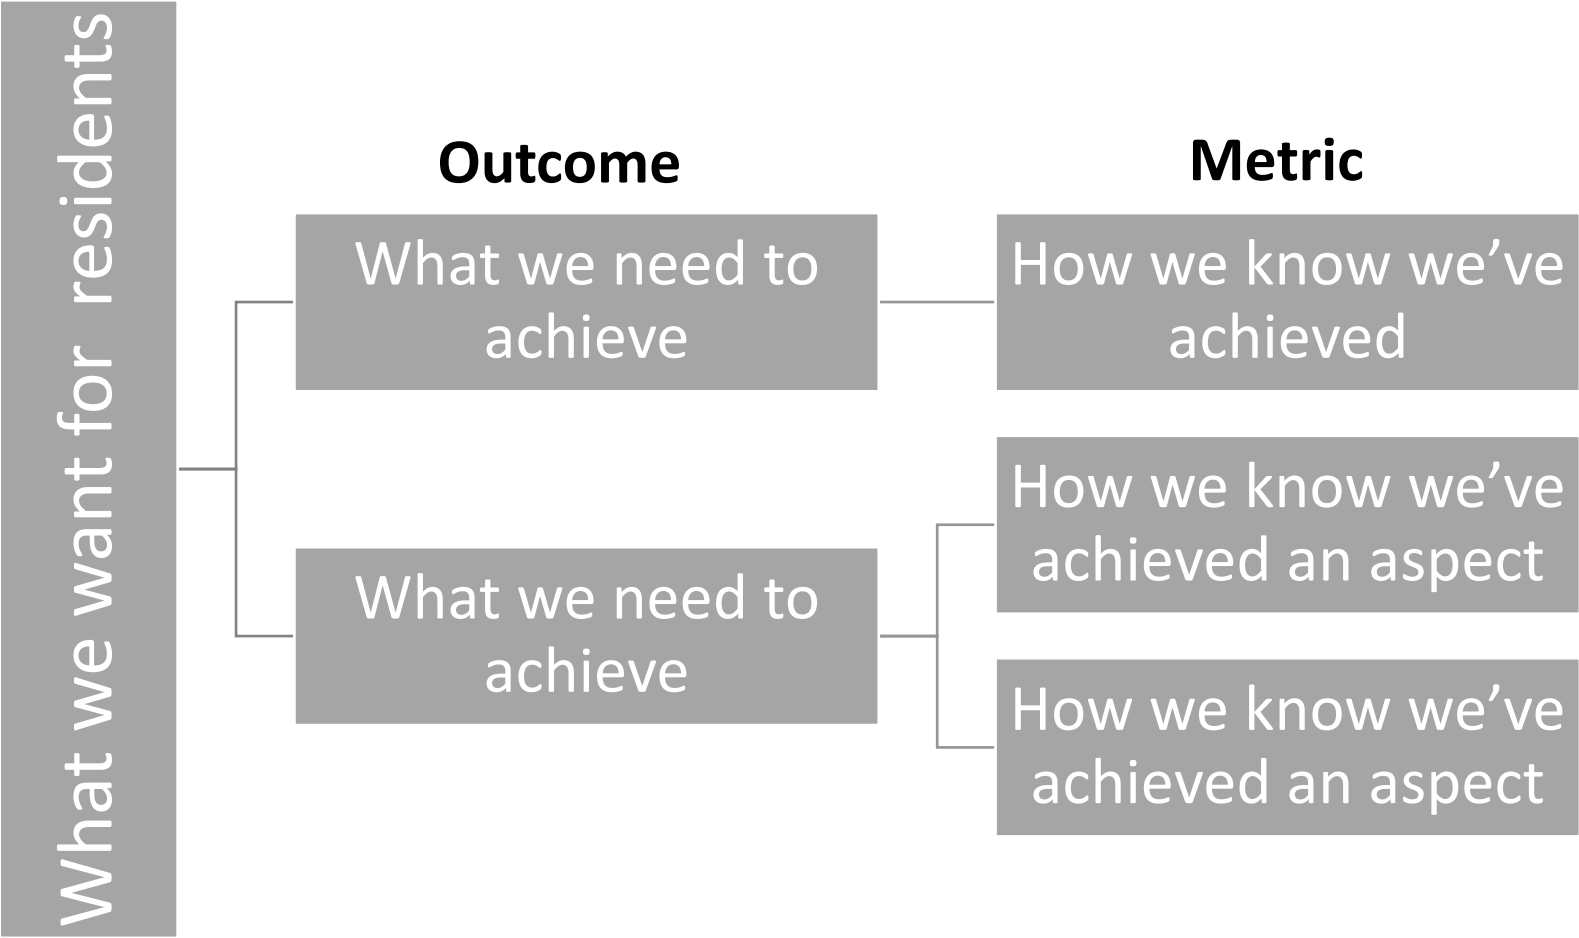 What we want for residents
Outcome
Metric
What we need to
achieve
How we know we’ve
achieved
What we need to
achieve
How we know we’ve
achieved an aspect
How we know we’ve
achieved an aspect